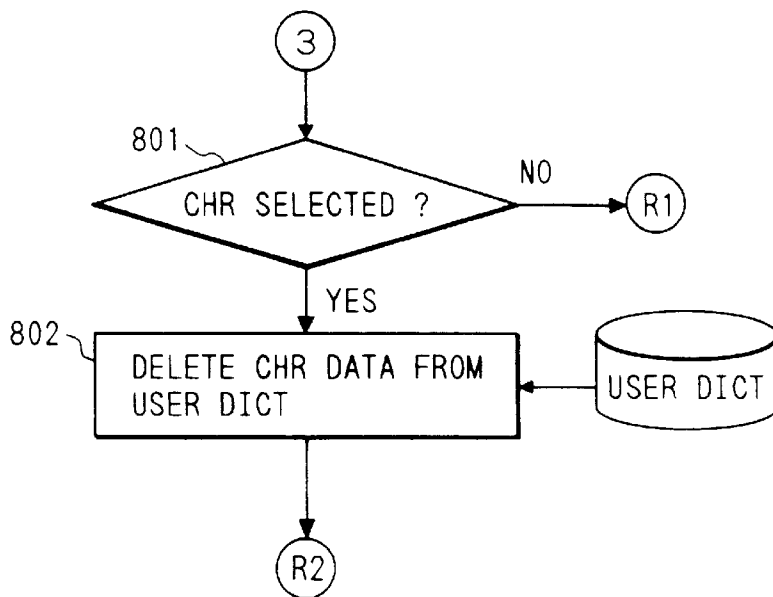 3
801
CHR SELECTED ?
NO
R1
YES
802
DELETE CHR DATA FROM
USER DICT
USER DICT
R2